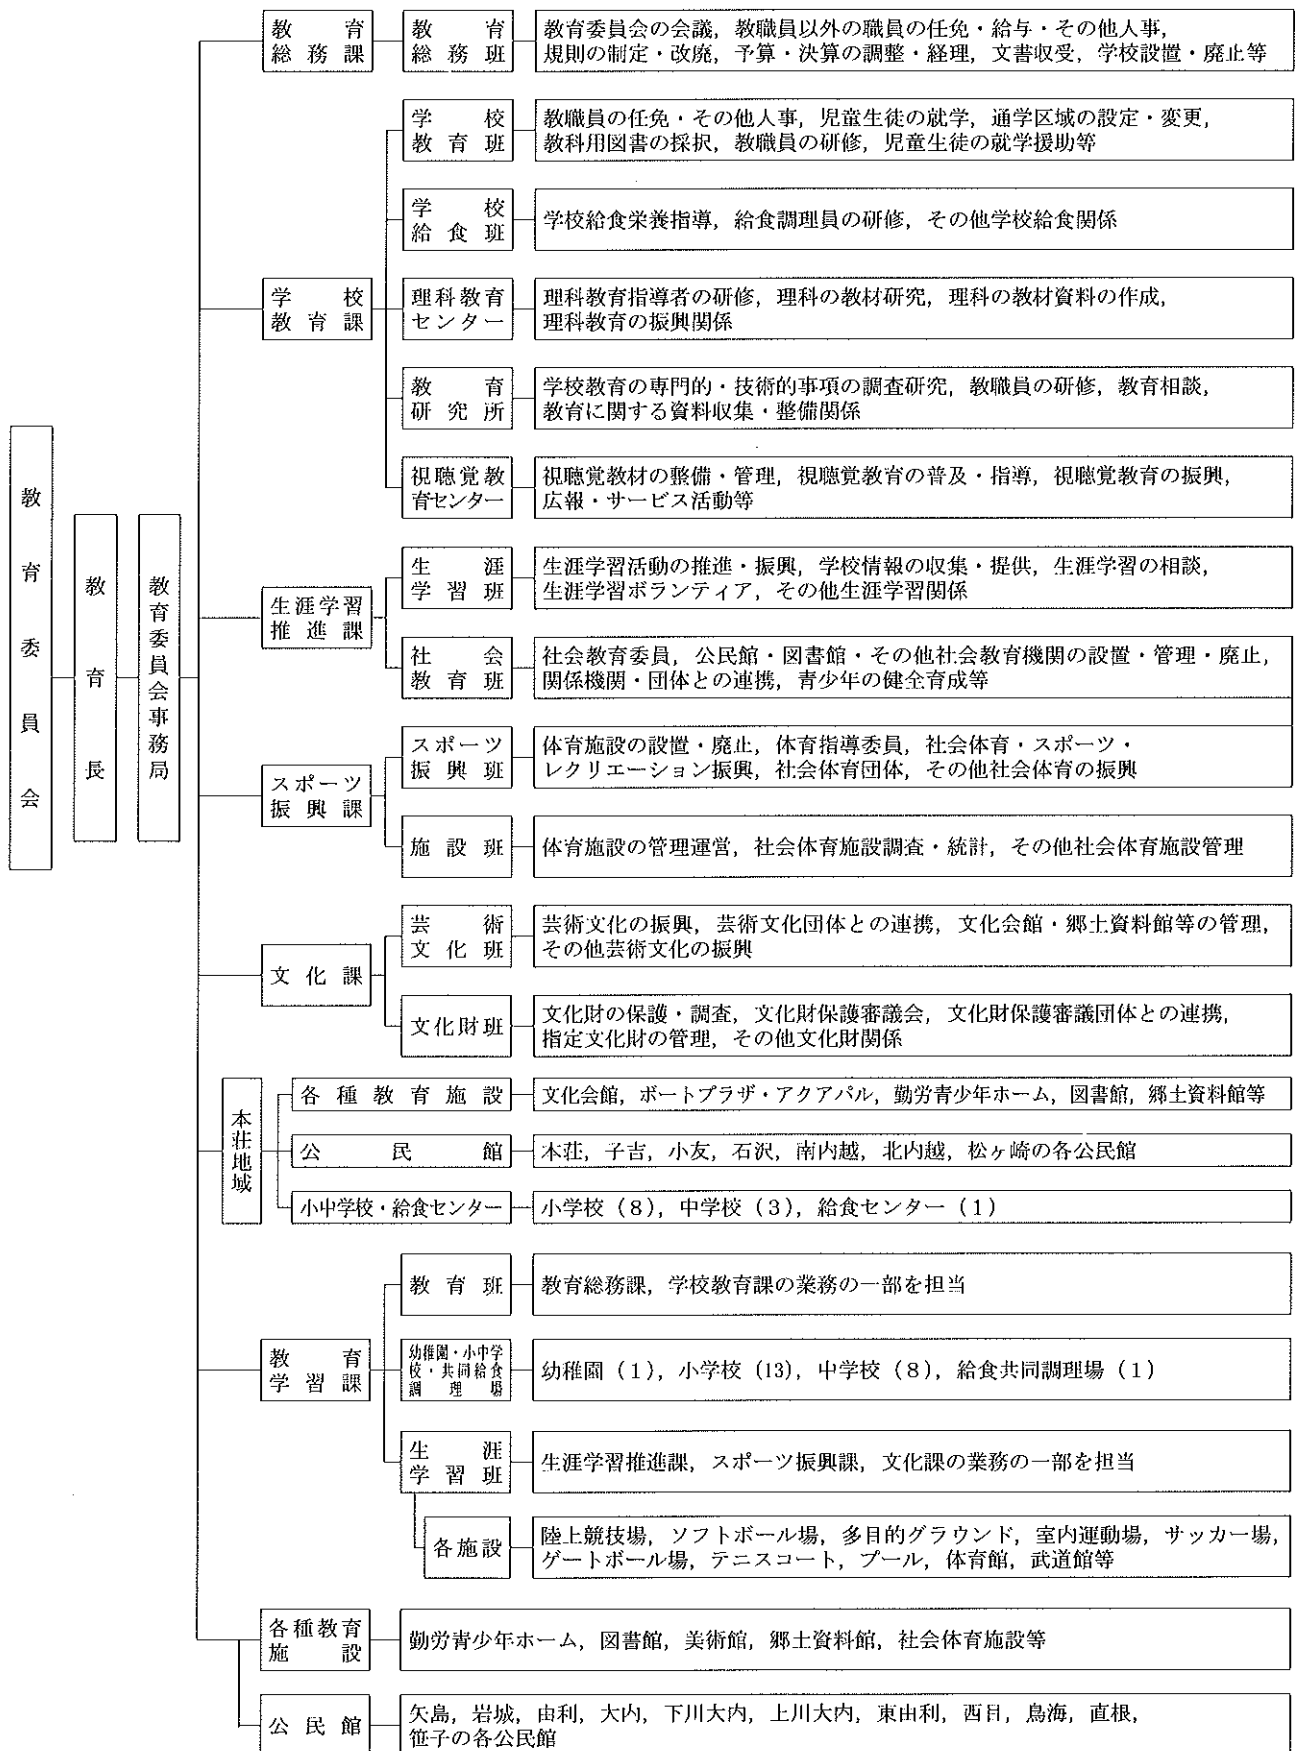 教育委員会
教育長
教育委員会事務局
教育
総務課
教育
総務班
教育委員会の会議，教職員以外の職員の任免・給与・その他人事，
規則の制定・改廃，予算・決算の調整・経理，文書収受，学校設置・廃止等
学校
教育課
学校
教育班
教職員の任免・その他人事，児童生徒の就学，通学区域の設定・変更，
教科用図書の採択，教職員の研修，児童生徒の就学援助等
学校
給食班
学校給食栄養指導，給食調理員の研修，その他学校給食関係
理科教育
センター
理科教育指導者の研修，理科の教材研究，理科の教材資料の作成，
理科教育の振興関係
教育
研究所
学校教育の専門的・技術的事項の調査研究，教職員の研修，教育相談，
教育に関する資料収集・整備関係
視聴覚教
育センター
視聴覚教材の整備・管理，視聴覚教育の普及・指導，視聴覚教育の振興，
広報・サービス活動等
生涯学習
推進課
生涯
学習班
生涯学習活動の推進・振興，学校情報の収集・提供，生涯学習の相談，
生涯学習ボランティア，その他生涯学習関係
社会
教育班
社会教育委員，公民館・図書館・その他社会教育機関の設置・管理・廃止，
関係機関・団体との連携，青少年の健全育成等
スポーツ
振興課
スポーツ
振興班
体育施設の設置・廃止，体育指導委員，社会体育・スポーツ・
レクリエーション振興，社会体育団体，その他社会体育の振興
施設班
体育施設の管理運営，社会体育施設調査・統計，その他社会体育施設管理
文化課
芸術
文化班
芸術文化の振興，芸術文化団体との連携，文化会館・郷土資料館等の管理，
その他芸術文化の振興
文化財班
文化財の保護・調査，文化財保護審議会，文化財保護審議団体との連携，
指定文化財の管理，その他文化財関係
本荘地域
各種教育施設
文化会館，ボートプラザ・アクアパル，勤労青少年ホーム，図書館，郷土資料館等
公民館
本荘，子吉，小友，石沢，南内越，北内越，松ヶ崎の各公民館
小中学校・給食センター
小学校（8），中学校（3），給食センター（1）
教育
学習課
教育班
教育総務課，学校教育課の業務の一部を担当
幼稚園・小中学
校・共同給食
調理場
幼稚園（1），小学校（13），中学校（8），給食共同調理場（1）
生涯
学習班
生涯学習推進課，スポーツ振興課，文化課の業務の一部を担当
各施設
陸上競技場，ソフトボール場，多目的グラウンド，室内運動場，サッカー場，
ゲートボール場，テニスコート，プール，体育館，武道館等
各種教育
施設
勤労青少年ホーム，図書館，美術館，郷土資料館，社会体育施設等
公民館
矢島，岩城，由利，大内，下川大内，上川大内，東由利，西目，鳥海，直根，
笹子の各公民館